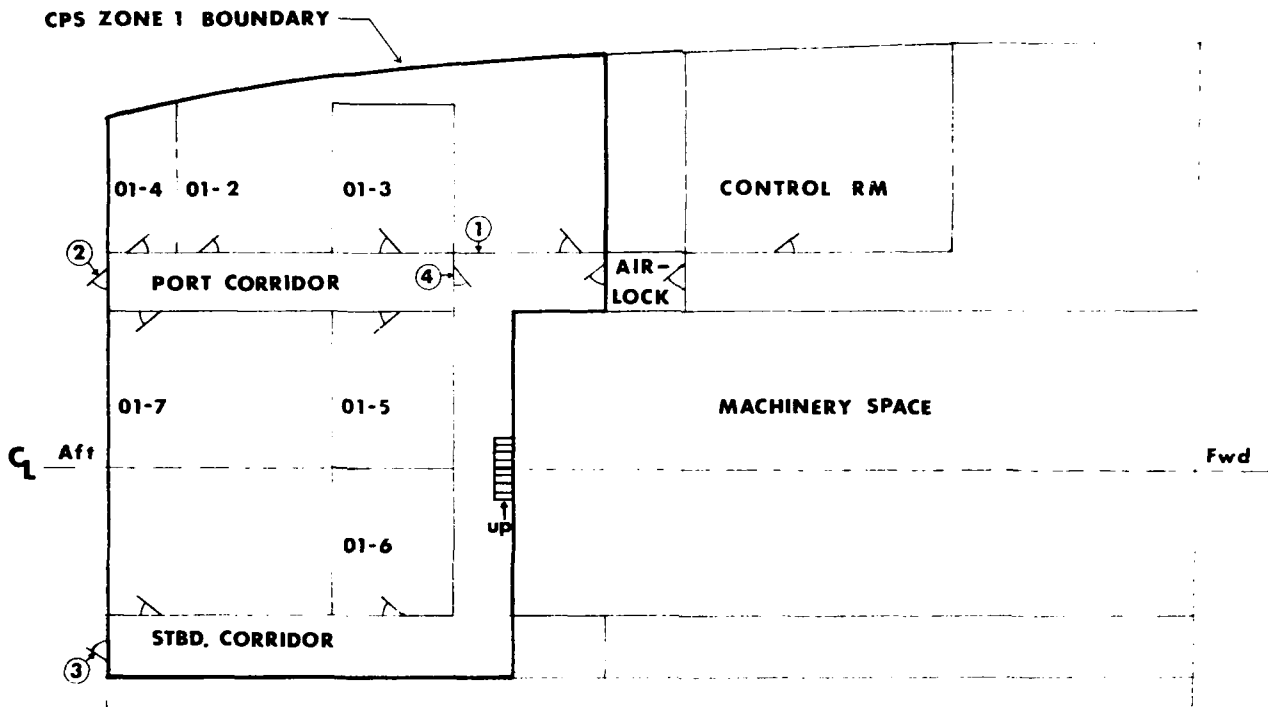 CPS ZONE 1 BOUNDARY
01-4 01-2 01-3 CONTROL RM
1
2
PORT CORRIDOR 4 AIR-
LOCK
01-7 01-5 MACHINERY SPACE
CL Aft Fwd
up
01-6
STBD. CORRIDOR
3